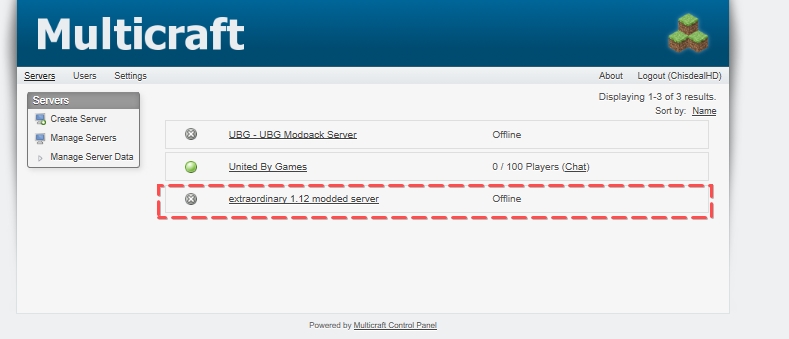 Multicraft
Servers Users Settings About Logout (ChisdealHD)
Servers
Create Server
Manage Servers
Manage Server Data
Displaying 1-3 of 3 results.
Sort by: Name
UBG - UBG Modpack Server Offline
United By Games 0 / 100 Players (Chat)
extraordinary 1.12 modded server Offline
Powered by Multicraft Control Panel